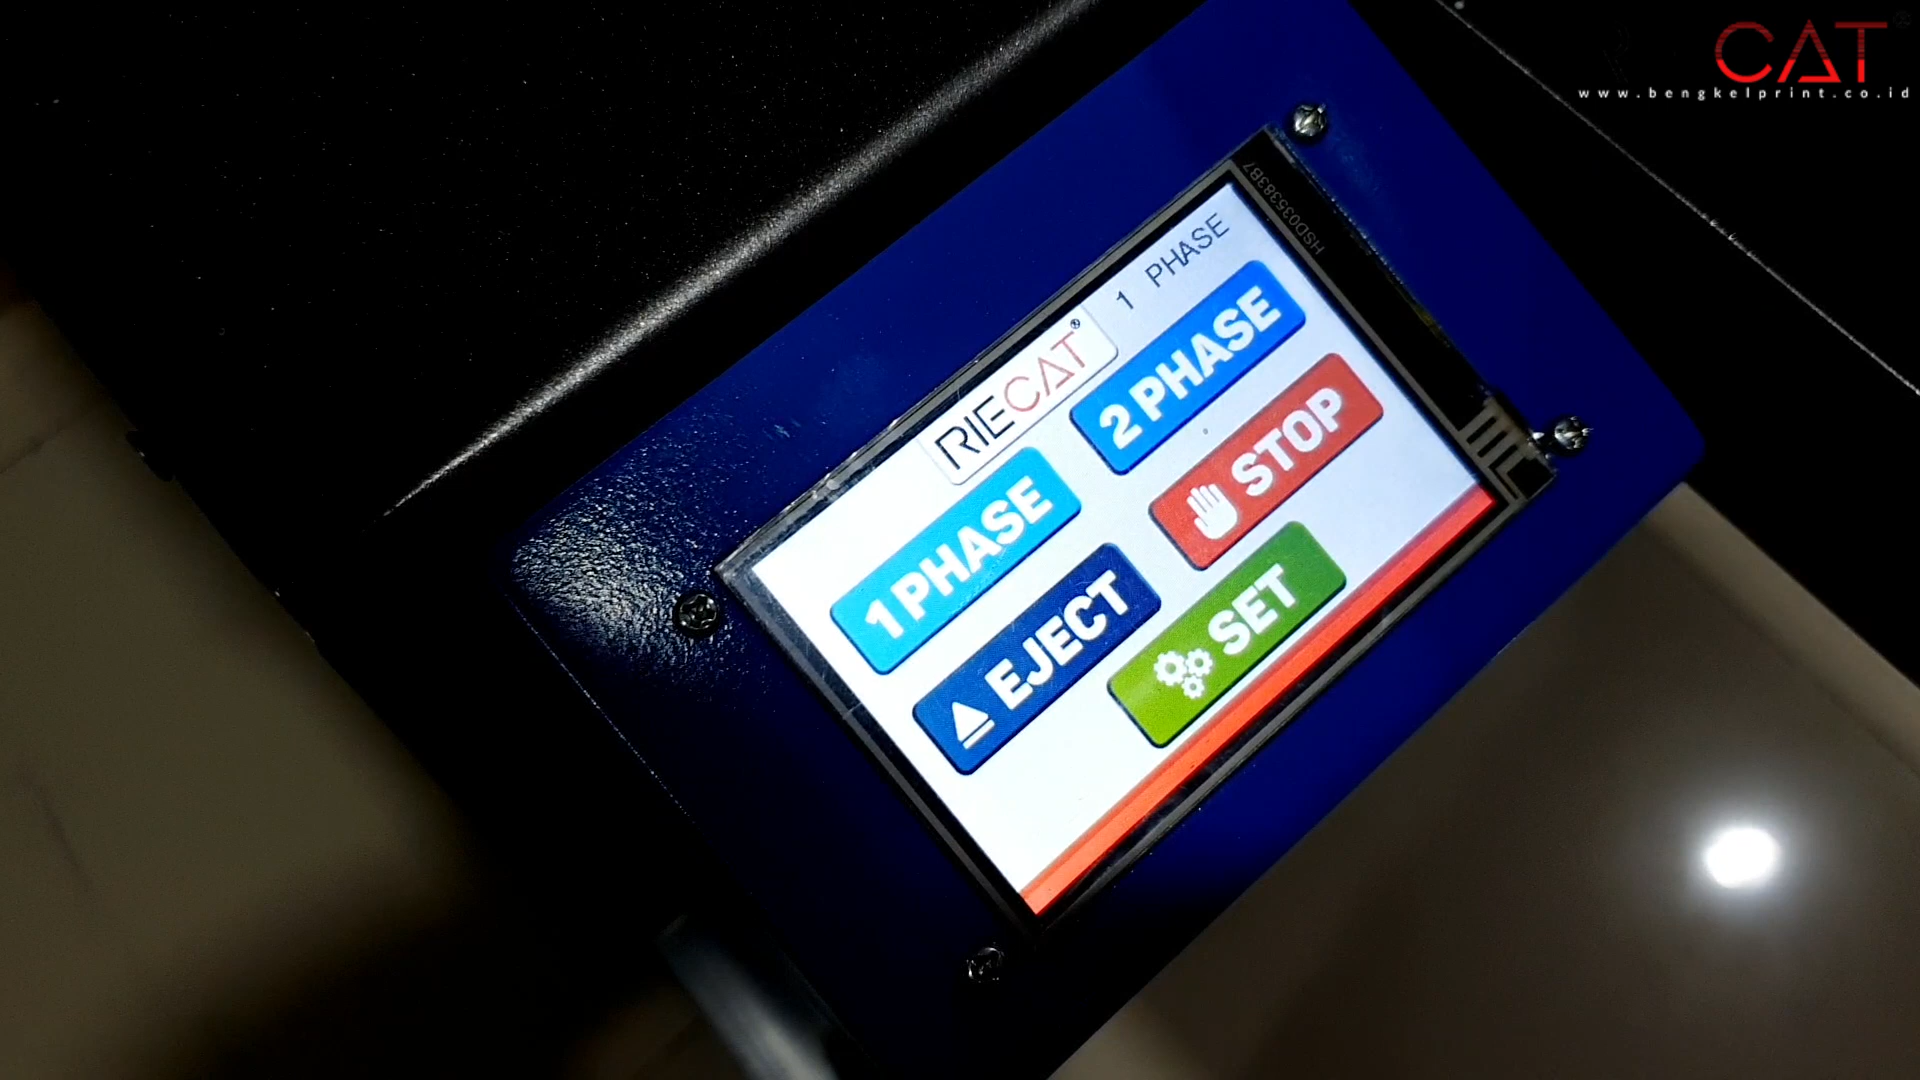 CAT
www.bengkelprint.co.id
HSD035383B7
RIECAT® 1 PHASE
1 PHASE 2 PHASE
EJECT STOP
SET